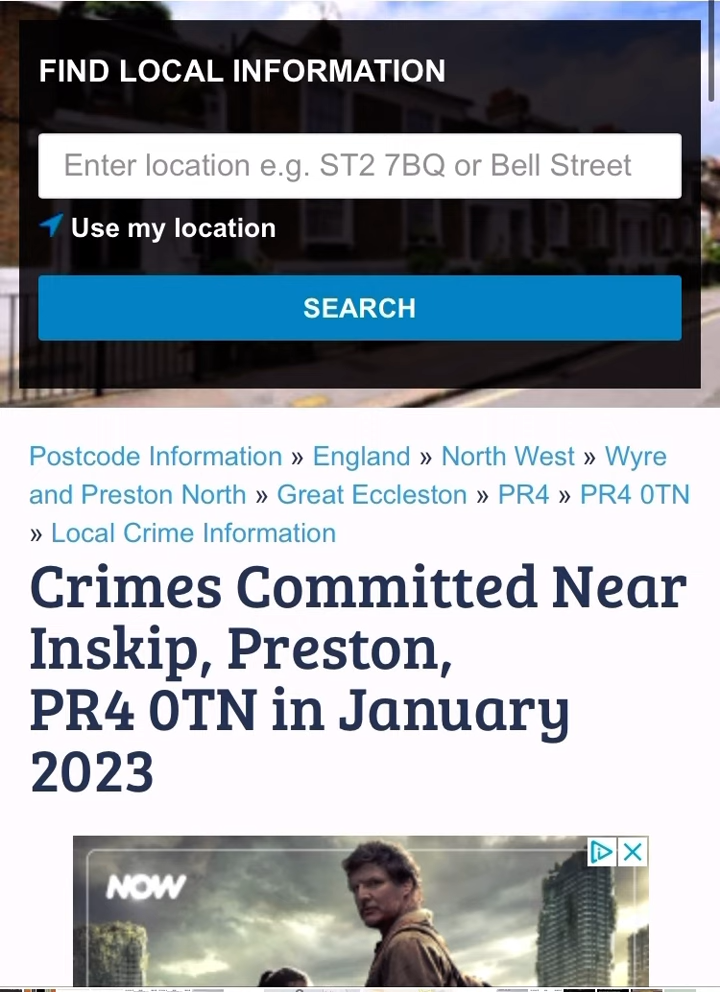 FIND LOCAL INFORMATION
Enter location e.g. ST2 7BQ or Bell Street
Use my location
SEARCH
Postcode Information » England » North West » Wyre
and Preston North » Great Eccleston » PR4 » PR4 0TN
» Local Crime Information
Crimes Committed Near
Inskip, Preston,
PR4 0TN in January
2023
NOW